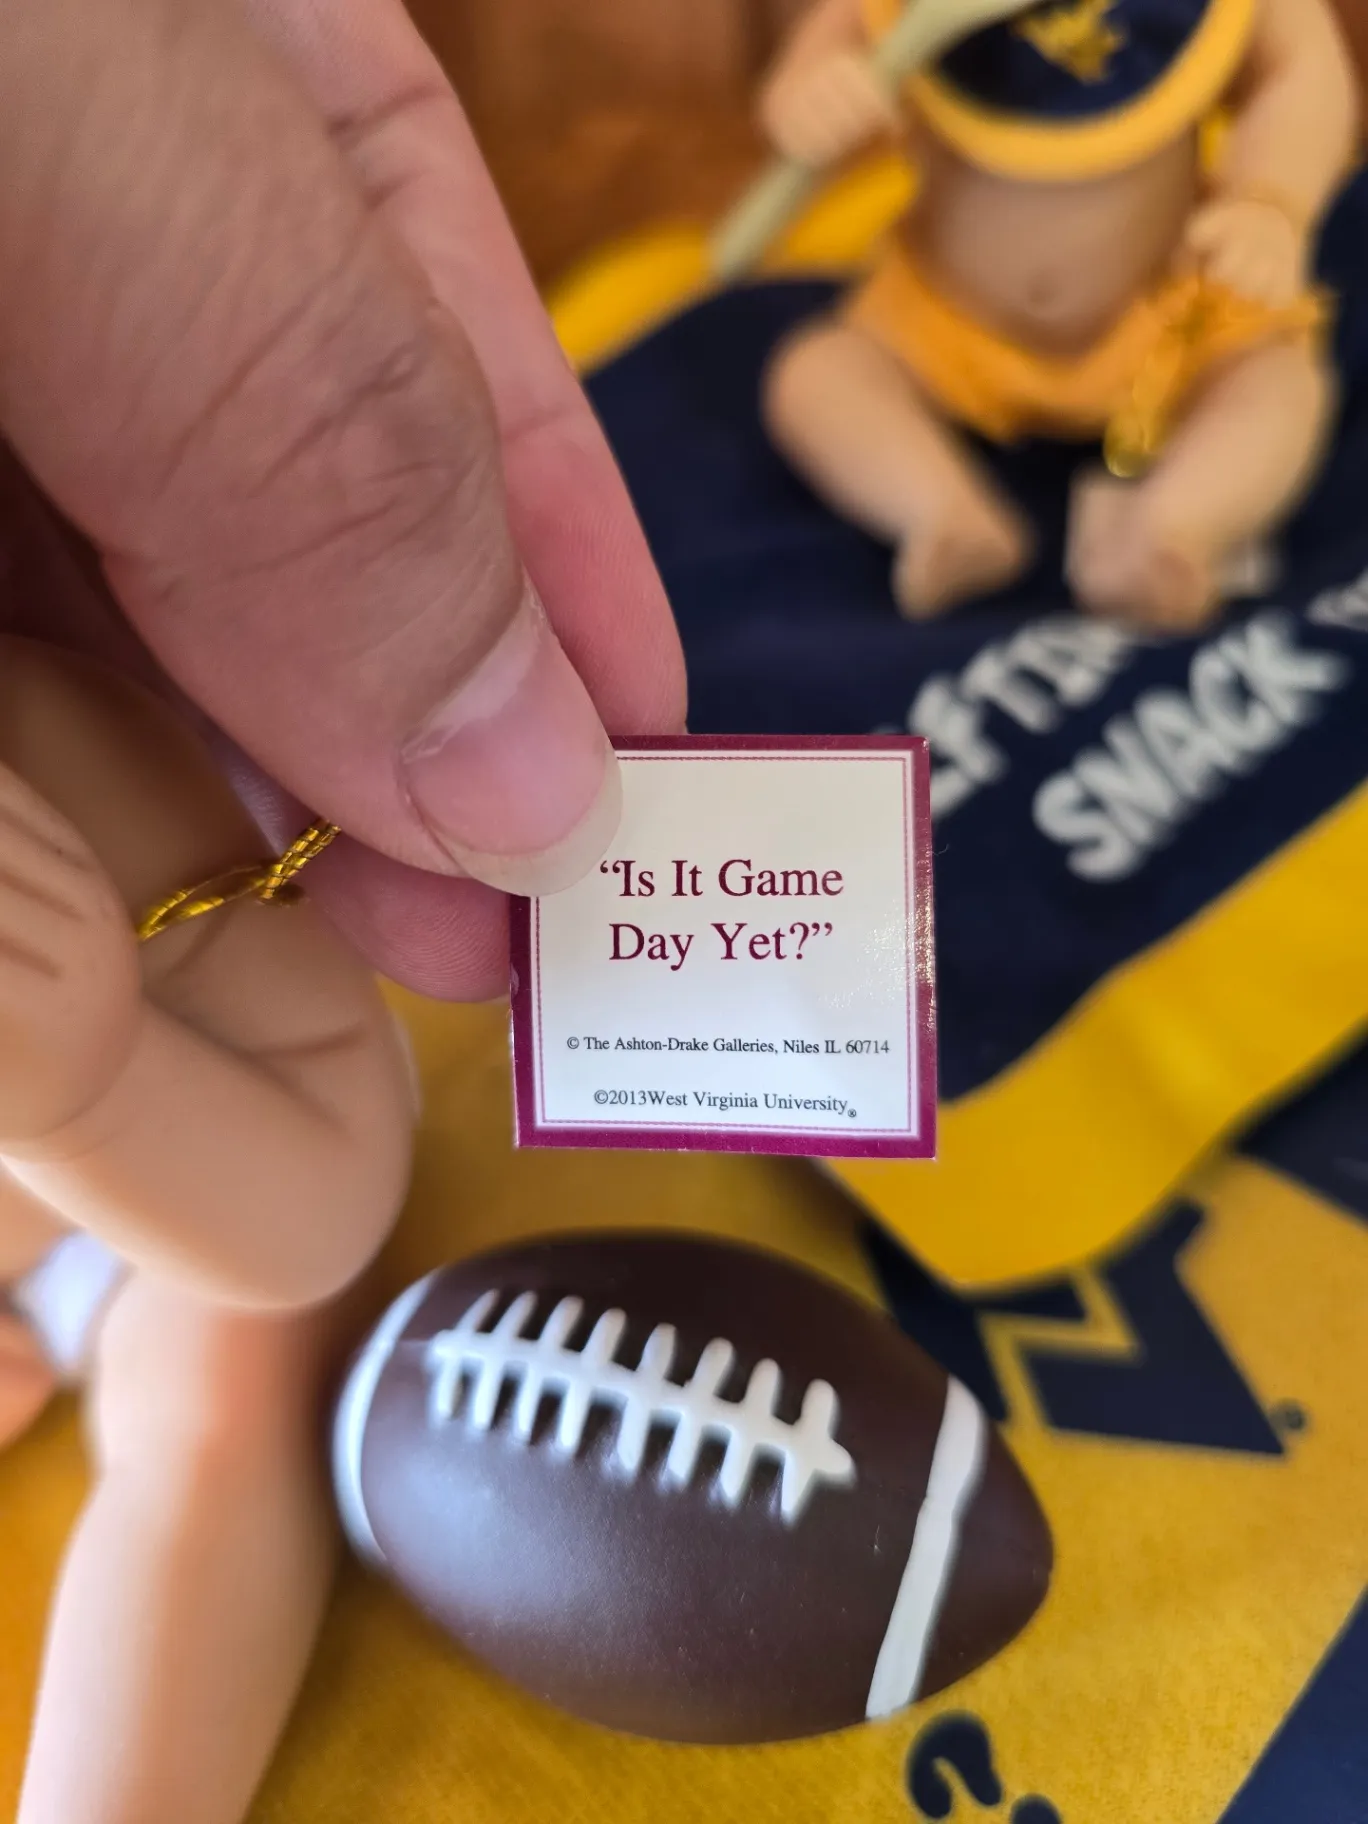 “Is It Game
Day Yet?”
© The Ashton-Drake Galleries, Niles IL 60714
©2013West Virginia University®
SNACK